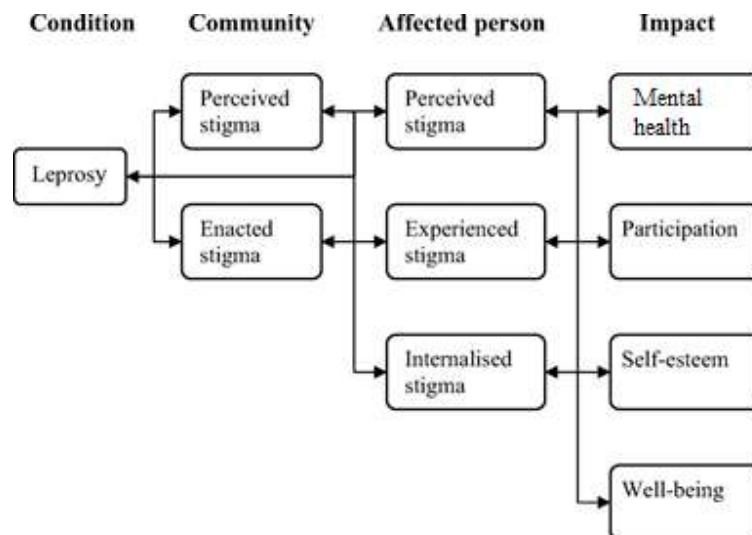 Condition Community Affected person Impact
Perceived
stigma
Perceived
stigma
Mental
health
Leprosy
Enacted
stigma
Experienced
stigma
Participation
Internalised
stigma
Self-esteem
Well-being